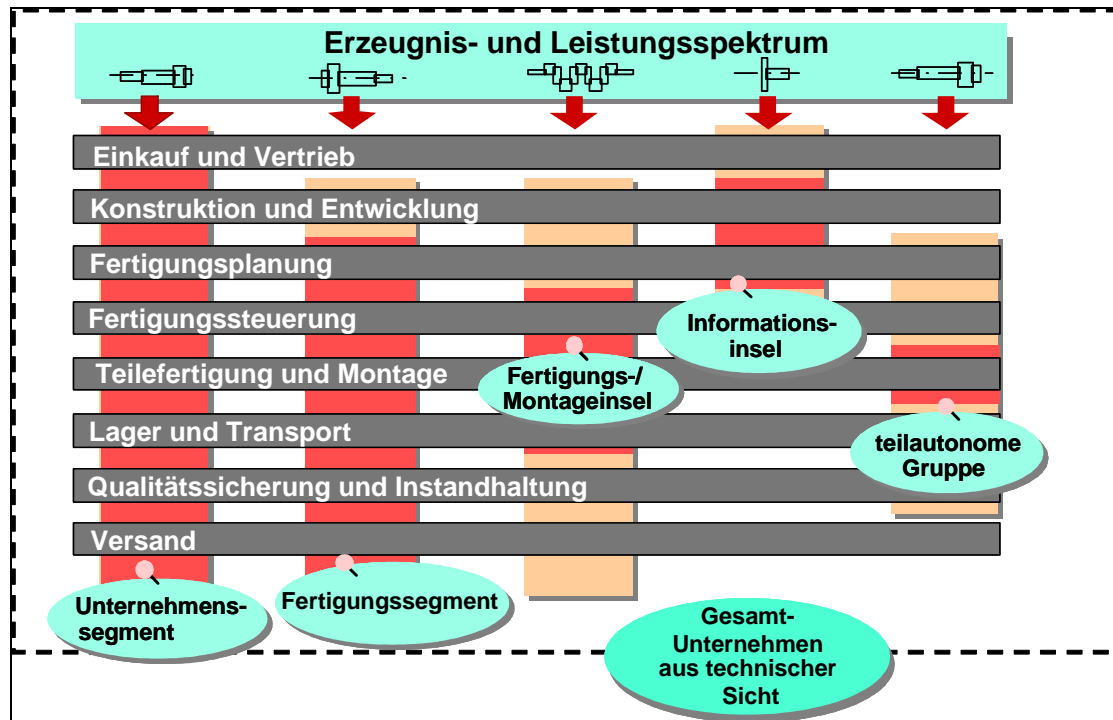 Erzeugnis- und Leistungsspektrum
Einkauf und Vertrieb
Konstruktion und Entwicklung
Fertigungsplanung
Fertigungssteuerung
Informations-
insel
Teilefertigung und Montage
Fertigungs-/
Montageinsel
Lager und Transport
teilautonome
Gruppe
Qualitätssicherung und Instandhaltung
Versand
Unternehmens-
segment
Fertigungssegment
Gesamt-
Unternehmen
aus technischer
Sicht